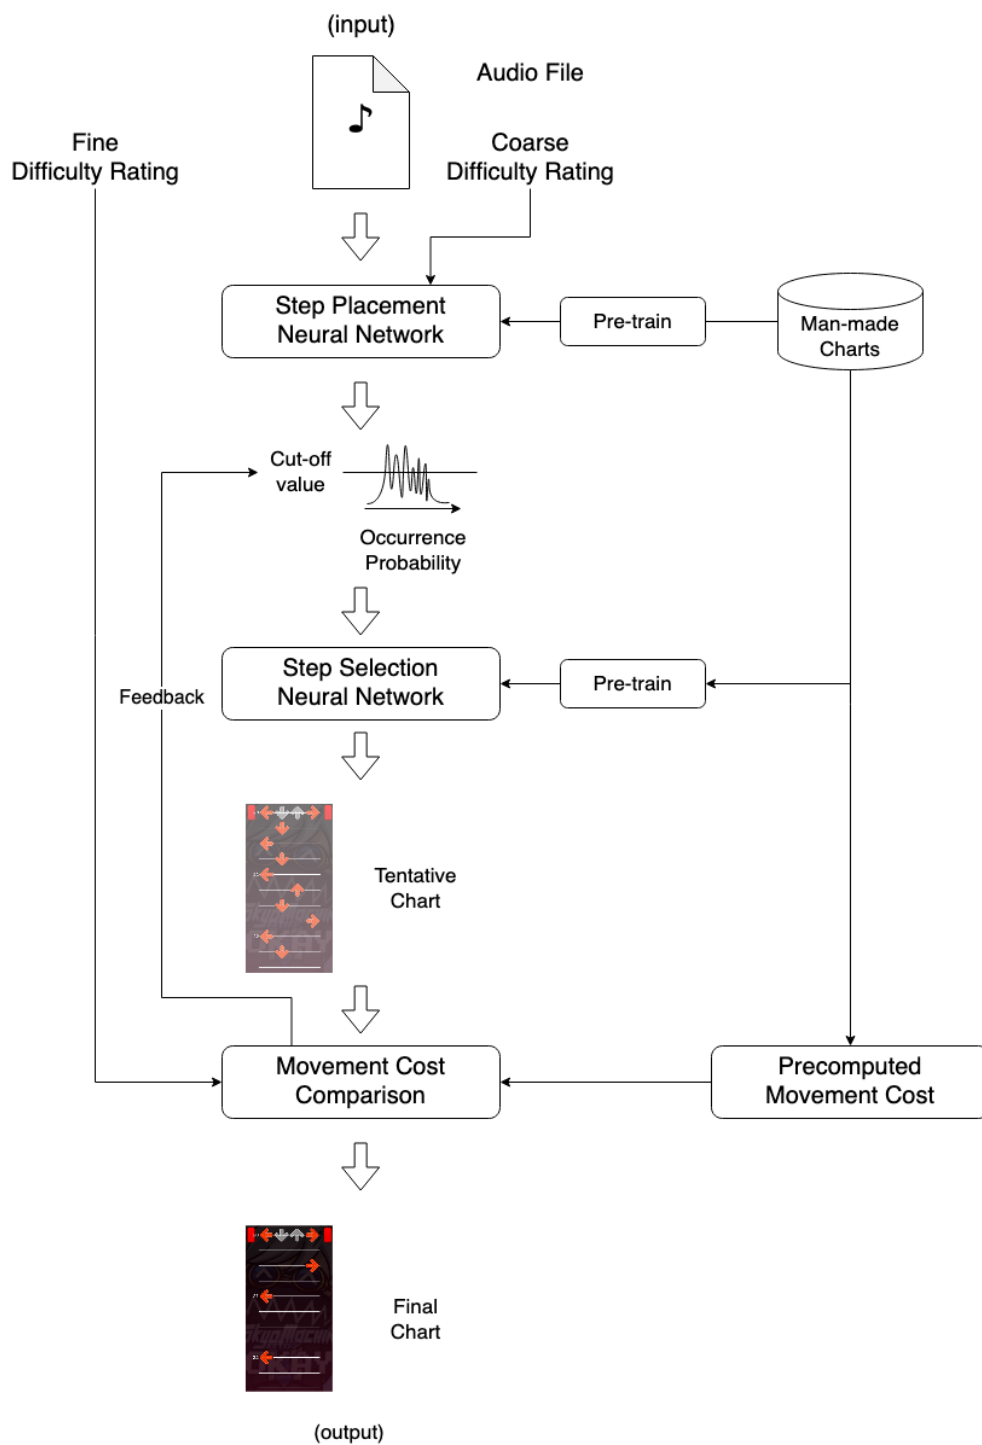 (input)
Audio File
Fine
Difficulty Rating
Coarse
Difficulty Rating
Step Placement
Neural Network
Pre-train
Man-made
Charts
Cut-off
value
Occurrence
Probability
Step Selection
Neural Network
Pre-train
Feedback
Tentative
Chart
Movement Cost
Comparison
Precomputed
Movement Cost
Final
Chart
(output)